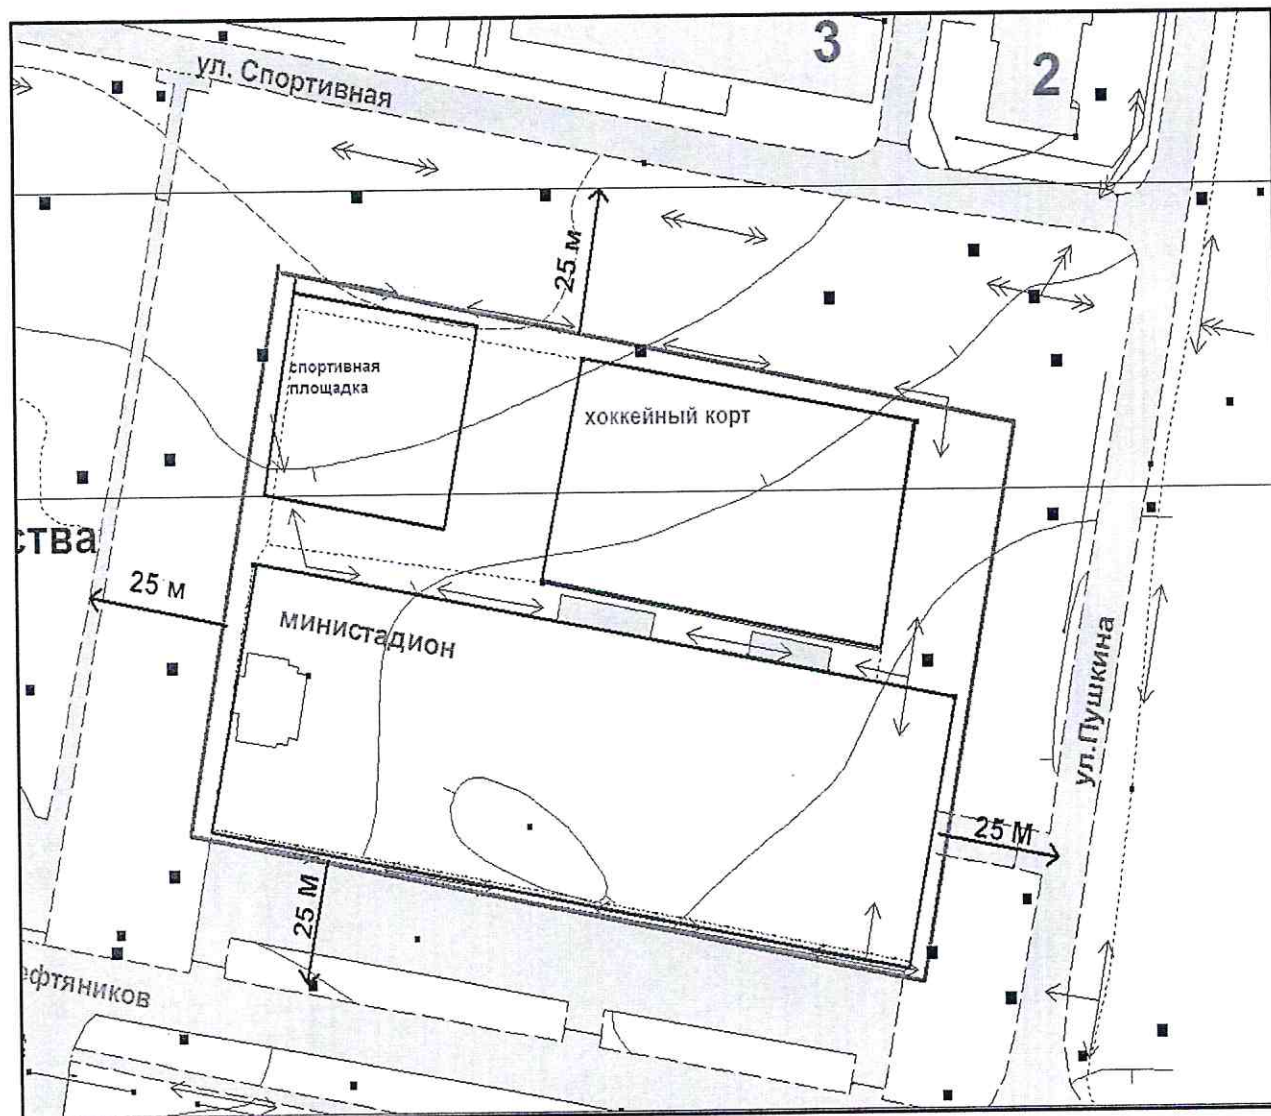 3
2
ул. Спортивная
25 м
спортивная
площадка
хоккейный корт
ства
25 м
министадион
ул.Пушкина
25 М
25 М
ефтяников